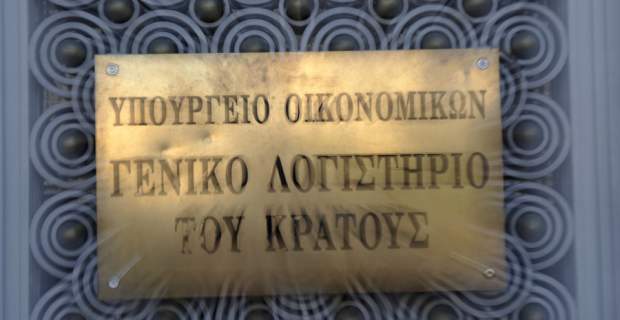 ΥΠΟΥΡΓΕΙΟ ΟΙΚΟΝΟΜΙΚΩΝ
ΓΕΝΙΚΟ ΛΟΓΙΣΤΗΡΙΟ
ΤΟΥ ΚΡΑΤΟΥΣ